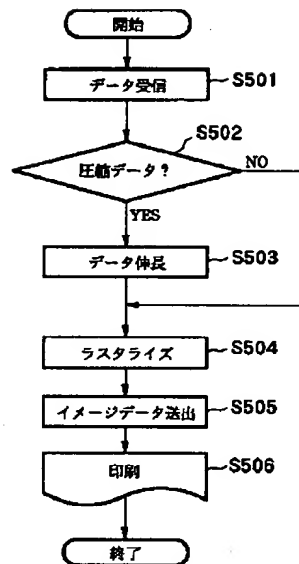 開始
データ受信 S501
S502
圧縮データ? NO
YES
データ伸長 S503
ラスタライズ S504
イメージデータ送出 S505
印刷 S506
終了